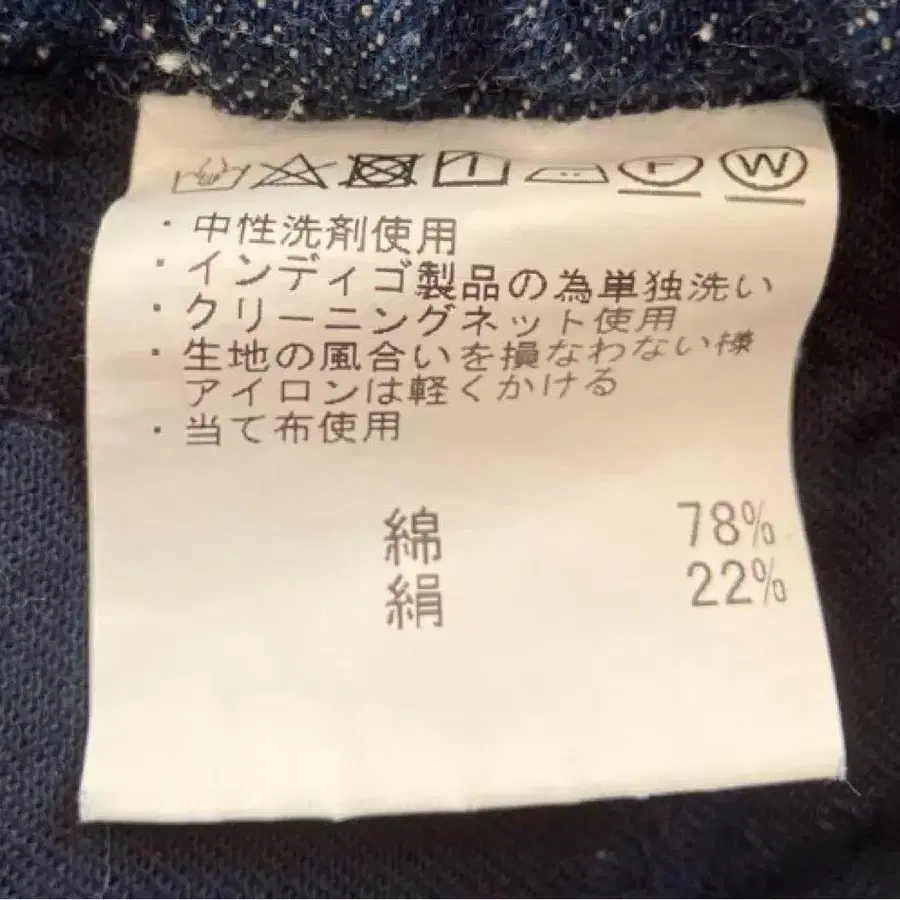 F W
・中性洗剤使用
・インディゴ製品の為単独洗い
・クリーニングネット使用
・生地の風合いを損なわない様
アイロンは軽くかける
・当て布使用
綿 78%
絹 22%